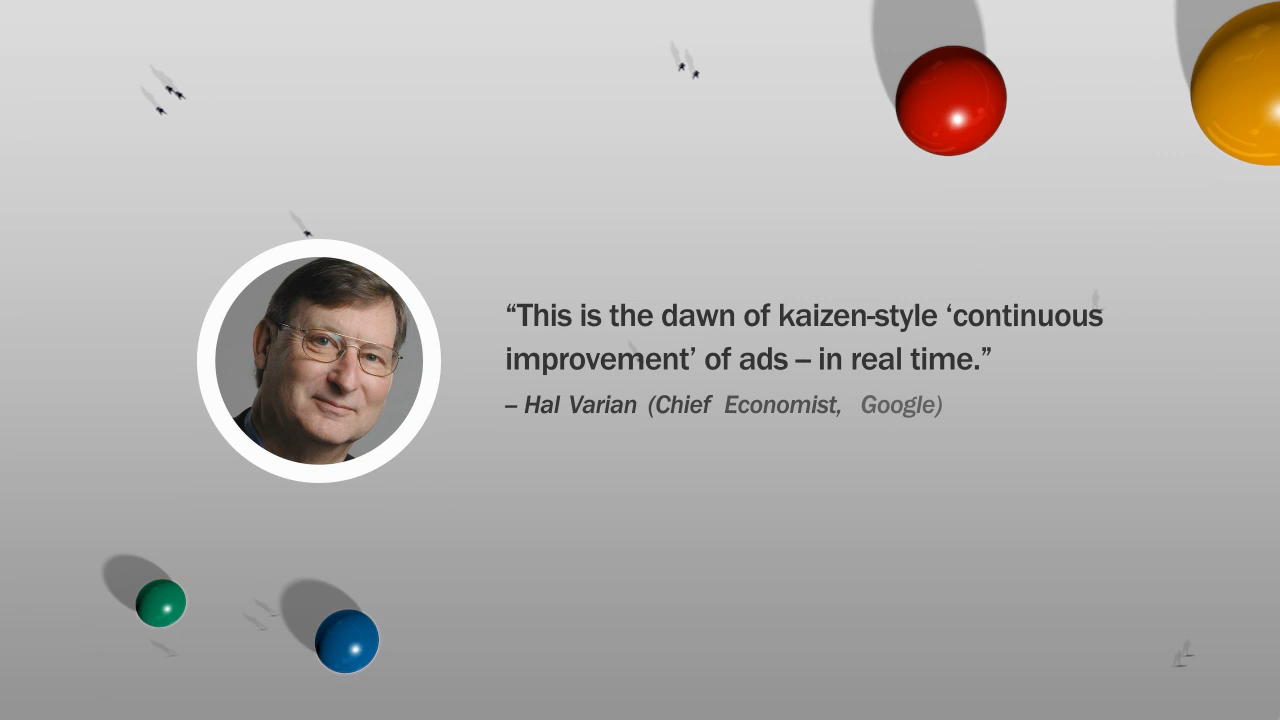 “This is the dawn of kaizen-style ‘continuous
improvement’ of ads – in real time.”
– Hal Varian (Chief Economist, Google)